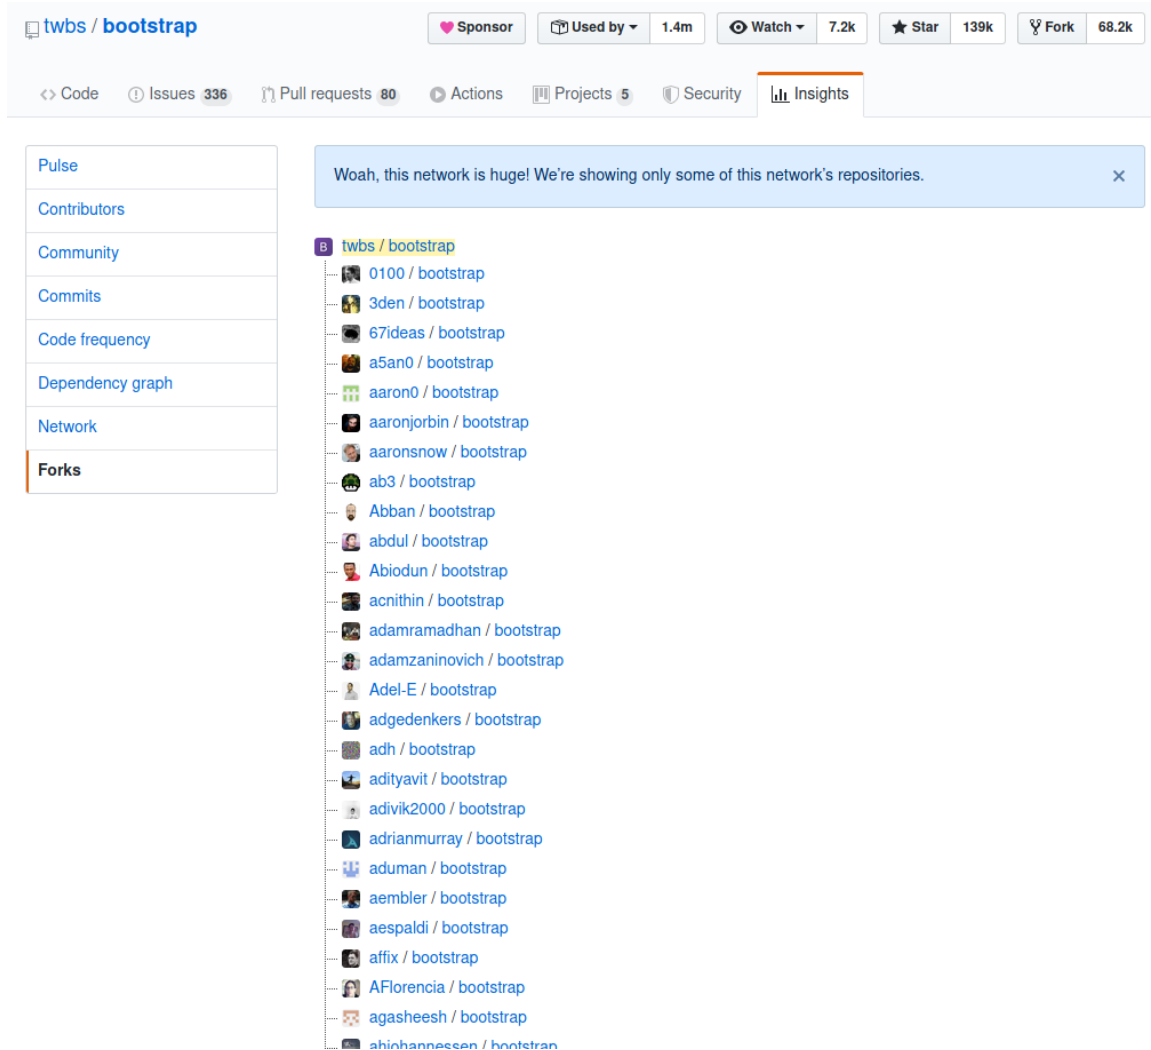 twbs / bootstrap
Sponsor Used by 1.4m Watch 7.2k Star 139k Fork 68.2k
Code Issues 336 Pull requests 80 Actions Projects 5 Security Insights
Pulse
Contributors
Community
Commits
Code frequency
Dependency graph
Network
Forks
Woah, this network is huge! We’re showing only some of this network’s repositories.
B twbs / bootstrap
0100 / bootstrap
3den / bootstrap
67ideas / bootstrap
a5an0 / bootstrap
aaron0 / bootstrap
aaronjorbin / bootstrap
aaronsnow / bootstrap
ab3 / bootstrap
Abban / bootstrap
abdul / bootstrap
Abiodun / bootstrap
acnithin / bootstrap
adamramadhan / bootstrap
adamzaninovich / bootstrap
Adel-E / bootstrap
adgedenkers / bootstrap
adh / bootstrap
adityavit / bootstrap
adivik2000 / bootstrap
adrianmurray / bootstrap
aduman / bootstrap
aembler / bootstrap
aespaldi / bootstrap
affix / bootstrap
AFlorencia / bootstrap
agasheesh / bootstrap
ahjohannessen / bootstrap